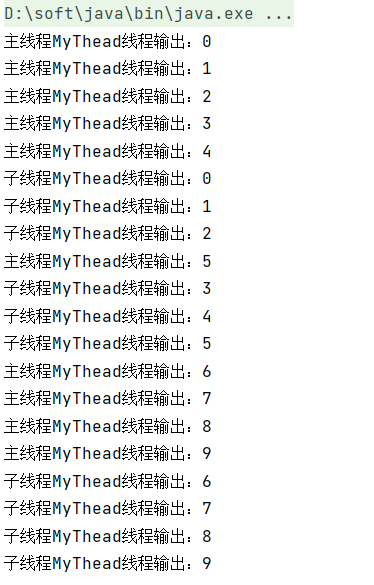 D:\soft\java\bin\java.exe ...
主线程MyThead线程输出：0
主线程MyThead线程输出：1
主线程MyThead线程输出：2
主线程MyThead线程输出：3
主线程MyThead线程输出：4
子线程MyThead线程输出：0
子线程MyThead线程输出：1
子线程MyThead线程输出：2
主线程MyThead线程输出：5
子线程MyThead线程输出：3
子线程MyThead线程输出：4
子线程MyThead线程输出：5
主线程MyThead线程输出：6
主线程MyThead线程输出：7
主线程MyThead线程输出：8
主线程MyThead线程输出：9
子线程MyThead线程输出：6
子线程MyThead线程输出：7
子线程MyThead线程输出：8
子线程MyThead线程输出：9